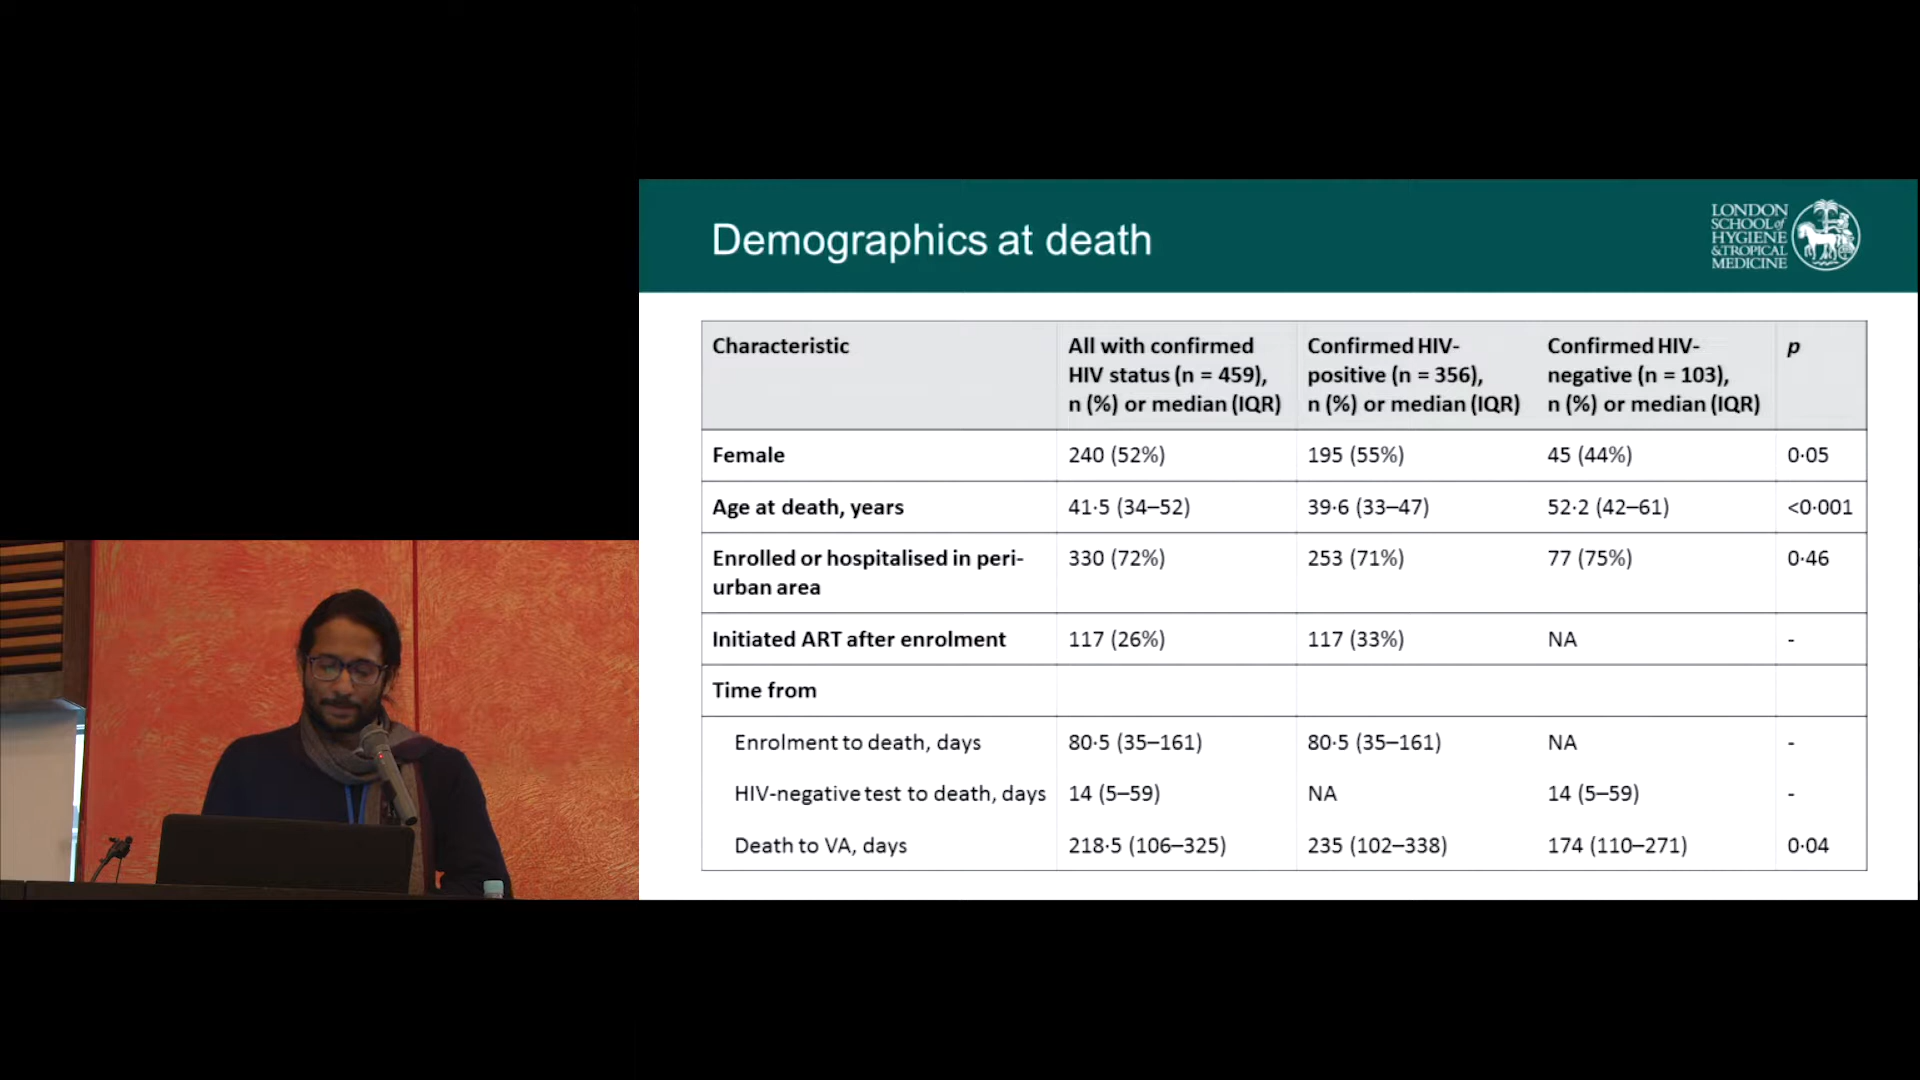 Demographics at death
LONDON
SCHOOL of
HYGIENE
& TROPICAL
MEDICINE
Characteristic
All with confirmed
HIV status (n = 459),
n (%) or median (IQR)
Confirmed HIV-
positive (n = 356),
n (%) or median (IQR)
Confirmed HIV-
negative (n = 103),
n (%) or median (IQR)
p
Female 240 (52%) 195 (55%) 45 (44%) 0·05
Age at death, years 41·5 (34–52) 39·6 (33–47) 52·2 (42–61) <0·001
Enrolled or hospitalised in peri-
urban area
330 (72%) 253 (71%) 77 (75%) 0·46
Initiated ART after enrolment 117 (26%) 117 (33%) NA -
Time from
Enrolment to death, days 80·5 (35–161) 80·5 (35–161) NA -
HIV-negative test to death, days 14 (5–59) NA 14 (5–59) -
Death to VA, days 218·5 (106–325) 235 (102–338) 174 (110–271) 0·04